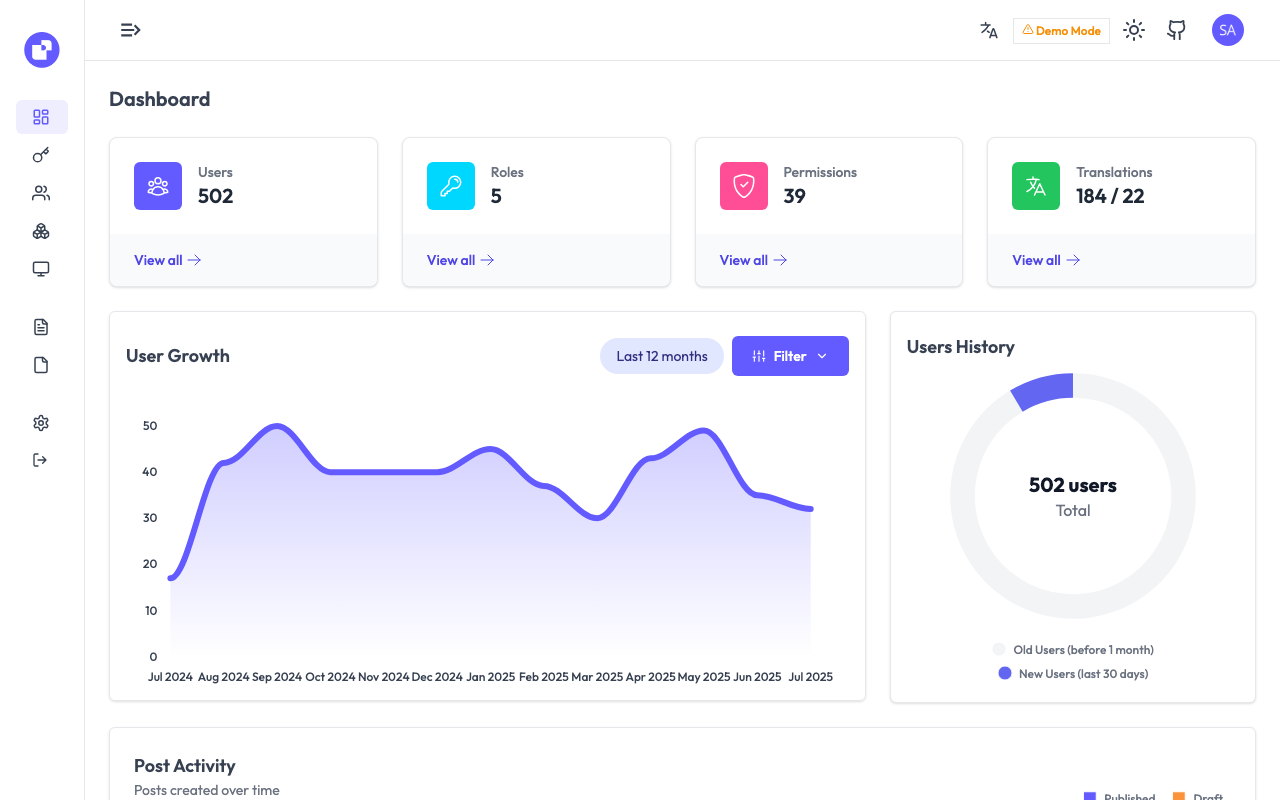 Demo Mode
SA
Dashboard
Users
502
View all
Roles
5
View all
Permissions
39
View all
Translations
184 / 22
View all
User Growth
Last 12 months
Filter
50
40
30
20
10
0
Jul 2024 Aug 2024 Sep 2024 Oct 2024 Nov 2024 Dec 2024 Jan 2025 Feb 2025 Mar 2025 Apr 2025 May 2025 Jun 2025 Jul 2025
Users History
502 users
Total
Old Users (before 1 month)
New Users (last 30 days)
Post Activity
Posts created over time
Published
Draft